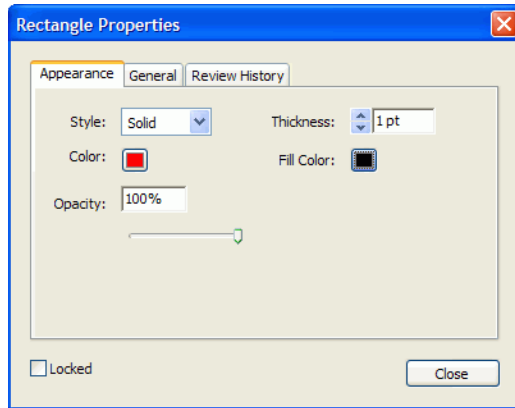 Rectangle Properties
Appearance General Review History
Style: Solid Thickness: 1 pt
Color: Fill Color:
Opacity: 100%
Locked Close